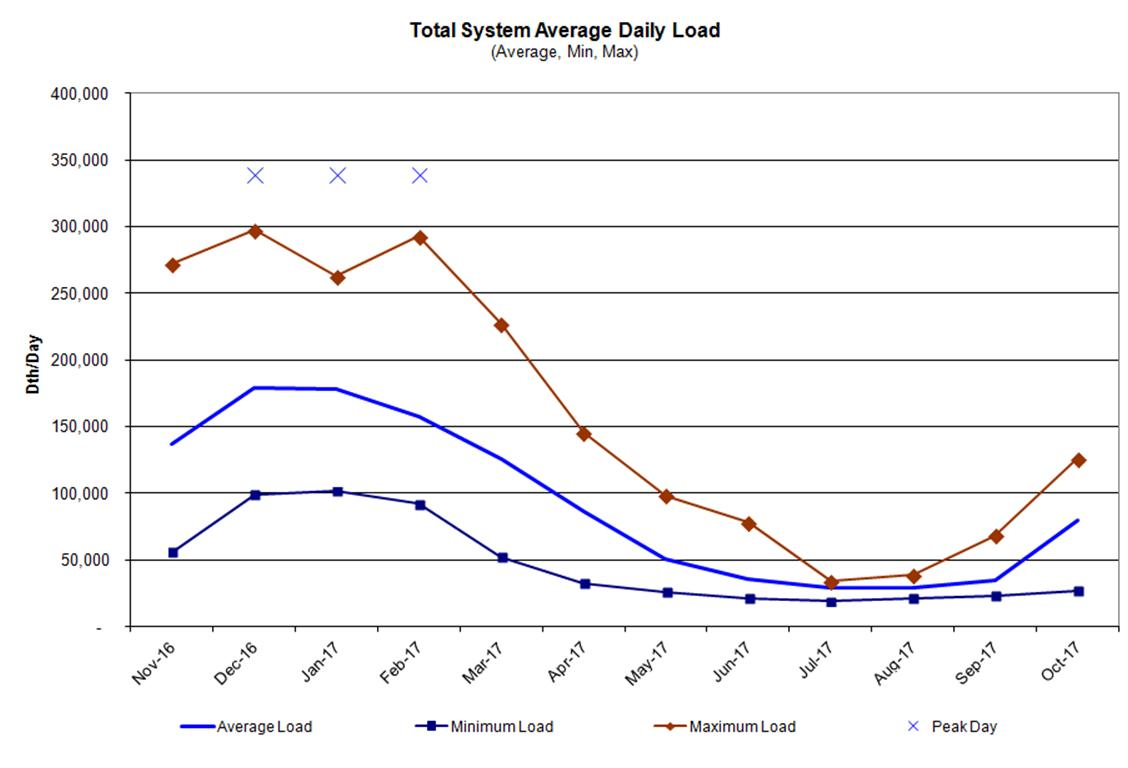 Total System Average Daily Load
(Average, Min, Max)
400,000
350,000
300,000
250,000
200,000
150,000
100,000
50,000
-
Dth/Day
Nov-16
Dec-16
Jan-17
Feb-17
Mar-17
Apr-17
May-17
Jun-17
Jul-17
Aug-17
Sep-17
Oct-17
Average Load
Minimum Load
Maximum Load
Peak Day